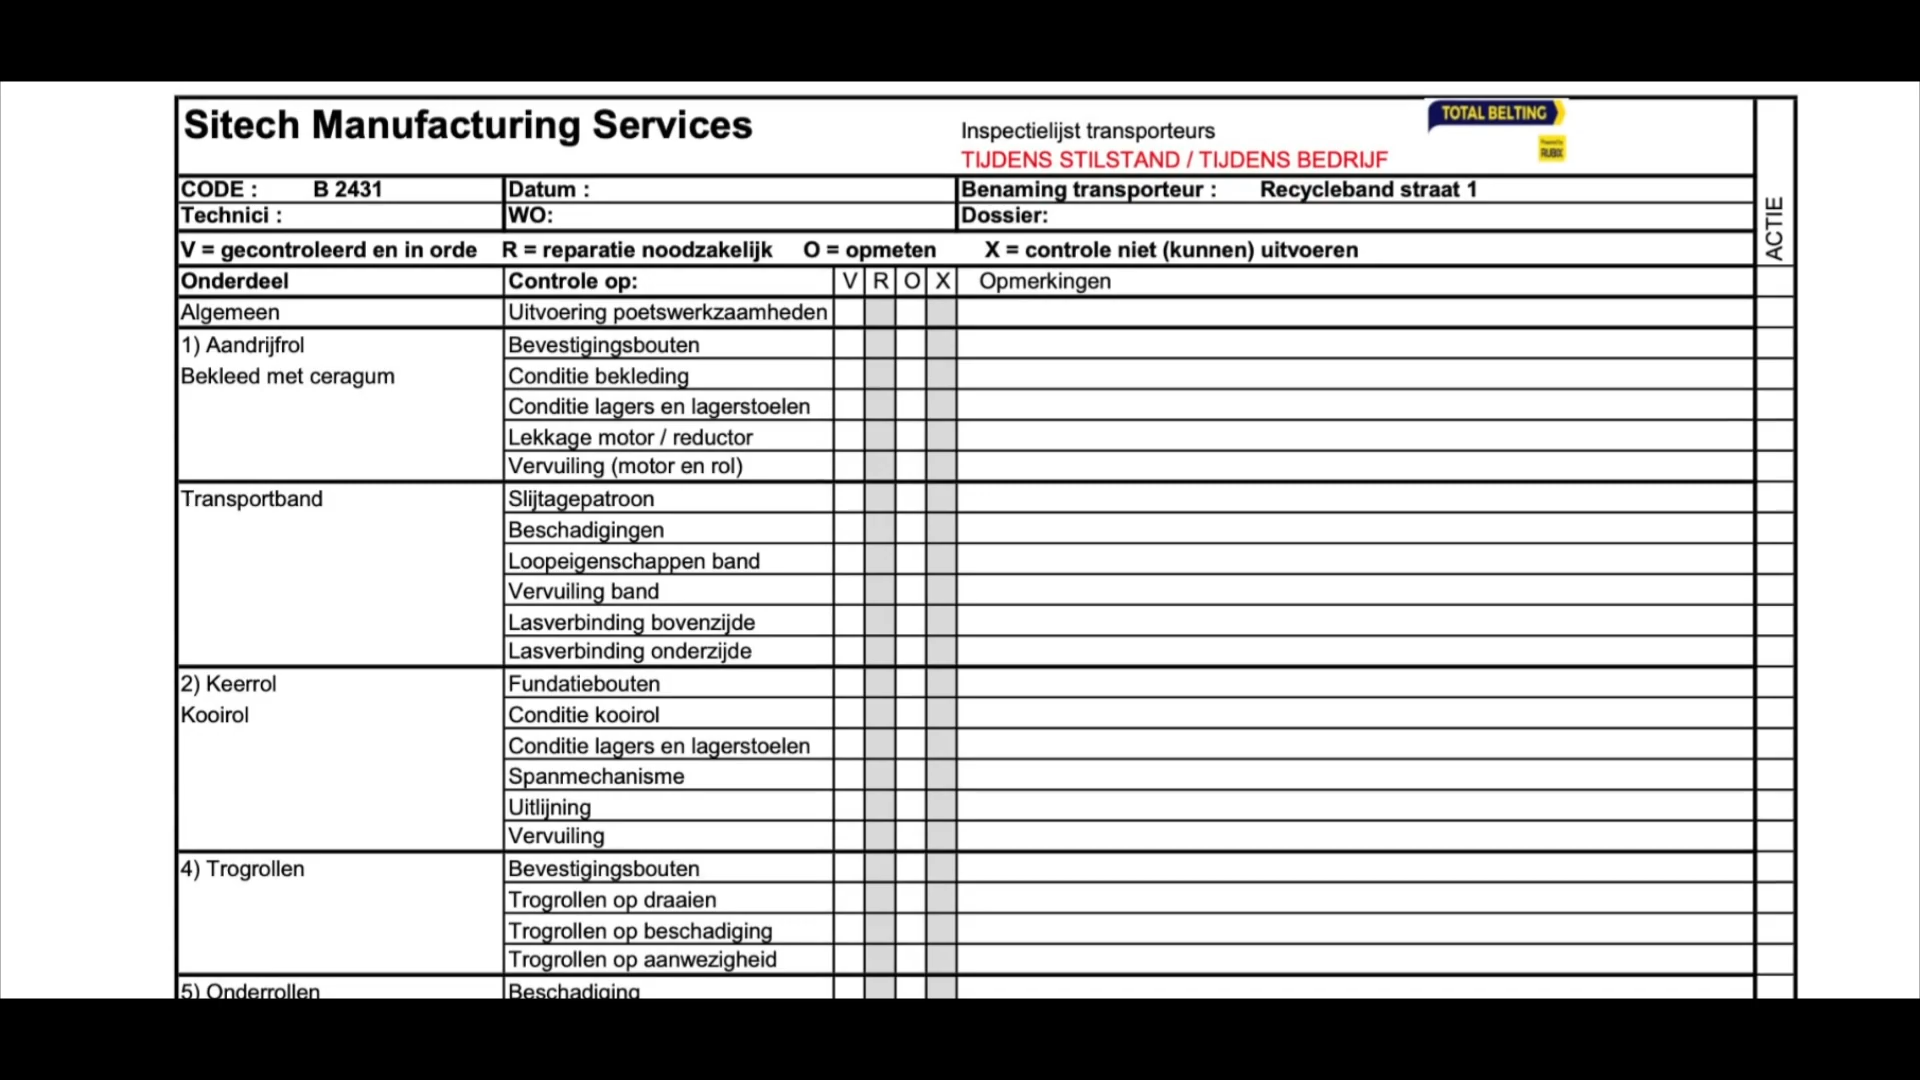 Sitech Manufacturing Services
Inspectielijst transporteurs
TIJDENS STILSTAND / TIJDENS BEDRIJF
TOTAL BELTING
Powered by
RUBIX
CODE : B 2431 Datum : Benaming transporteur : Recycleband straat 1
Technici : WO: Dossier:
ACTIE
V = gecontroleerd en in orde R = reparatie noodzakelijk O = opmeten X = controle niet (kunnen) uitvoeren
Onderdeel Controle op: V R O X Opmerkingen
Algemeen Uitvoering poetswerkzaamheden
1) Aandrijfrol Bevestigingsbouten
Bekleed met ceragum Conditie bekleding
Conditie lagers en lagerstoelen
Lekkage motor / reductor
Vervuiling (motor en rol)
Transportband Slijtagepatroon
Beschadigingen
Loopeigenschappen band
Vervuiling band
Lasverbinding bovenzijde
Lasverbinding onderzijde
2) Keerrol Fundatiebouten
Kooirol Conditie kooirol
Conditie lagers en lagerstoelen
Spanmechanisme
Uitlijning
Vervuiling
4) Trogrollen Bevestigingsbouten
Trogrollen op draaien
Trogrollen op beschadiging
Trogrollen op aanwezigheid
5) Onderrollen Beschadiging